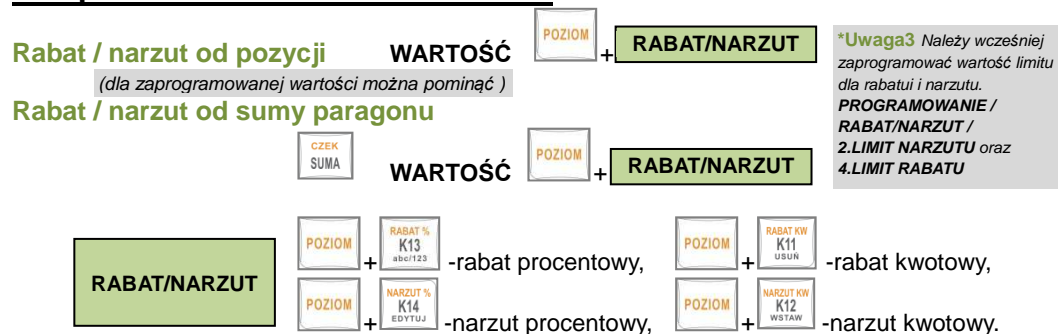 Rabat / narzut od pozycji WARTOŚĆ POZIOM + RABAT/NARZUT
(dla zaprogramowanej wartości można pominąć )
Rabat / narzut od sumy paragonu
CZEK
SUMA
WARTOŚĆ POZIOM + RABAT/NARZUT
*Uwaga3 Należy wcześniej
zaprogramować wartość limitu
dla rabatui i narzutu.
PROGRAMOWANIE /
RABAT/NARZUT /
2.LIMIT NARZUTU oraz
4.LIMIT RABATU
RABAT/NARZUT
POZIOM + RABAT % K13 abc/123 -rabat procentowy,
POZIOM + RABAT KW K11 USUŃ -rabat kwotowy,
POZIOM + NARZUT % K14 EDYTUJ -narzut procentowy,
POZIOM + NARZUT KW K12 WSTAW -narzut kwotowy.